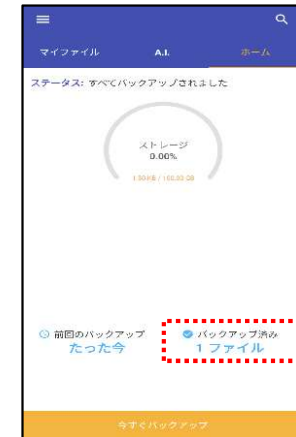 マイファイル A.I. ホーム
ステータス: すべてバックアップされました
ストレージ
0.00%
前回のバックアップ
たった今
バックアップ済み
1 ファイル
今すぐバックアップ